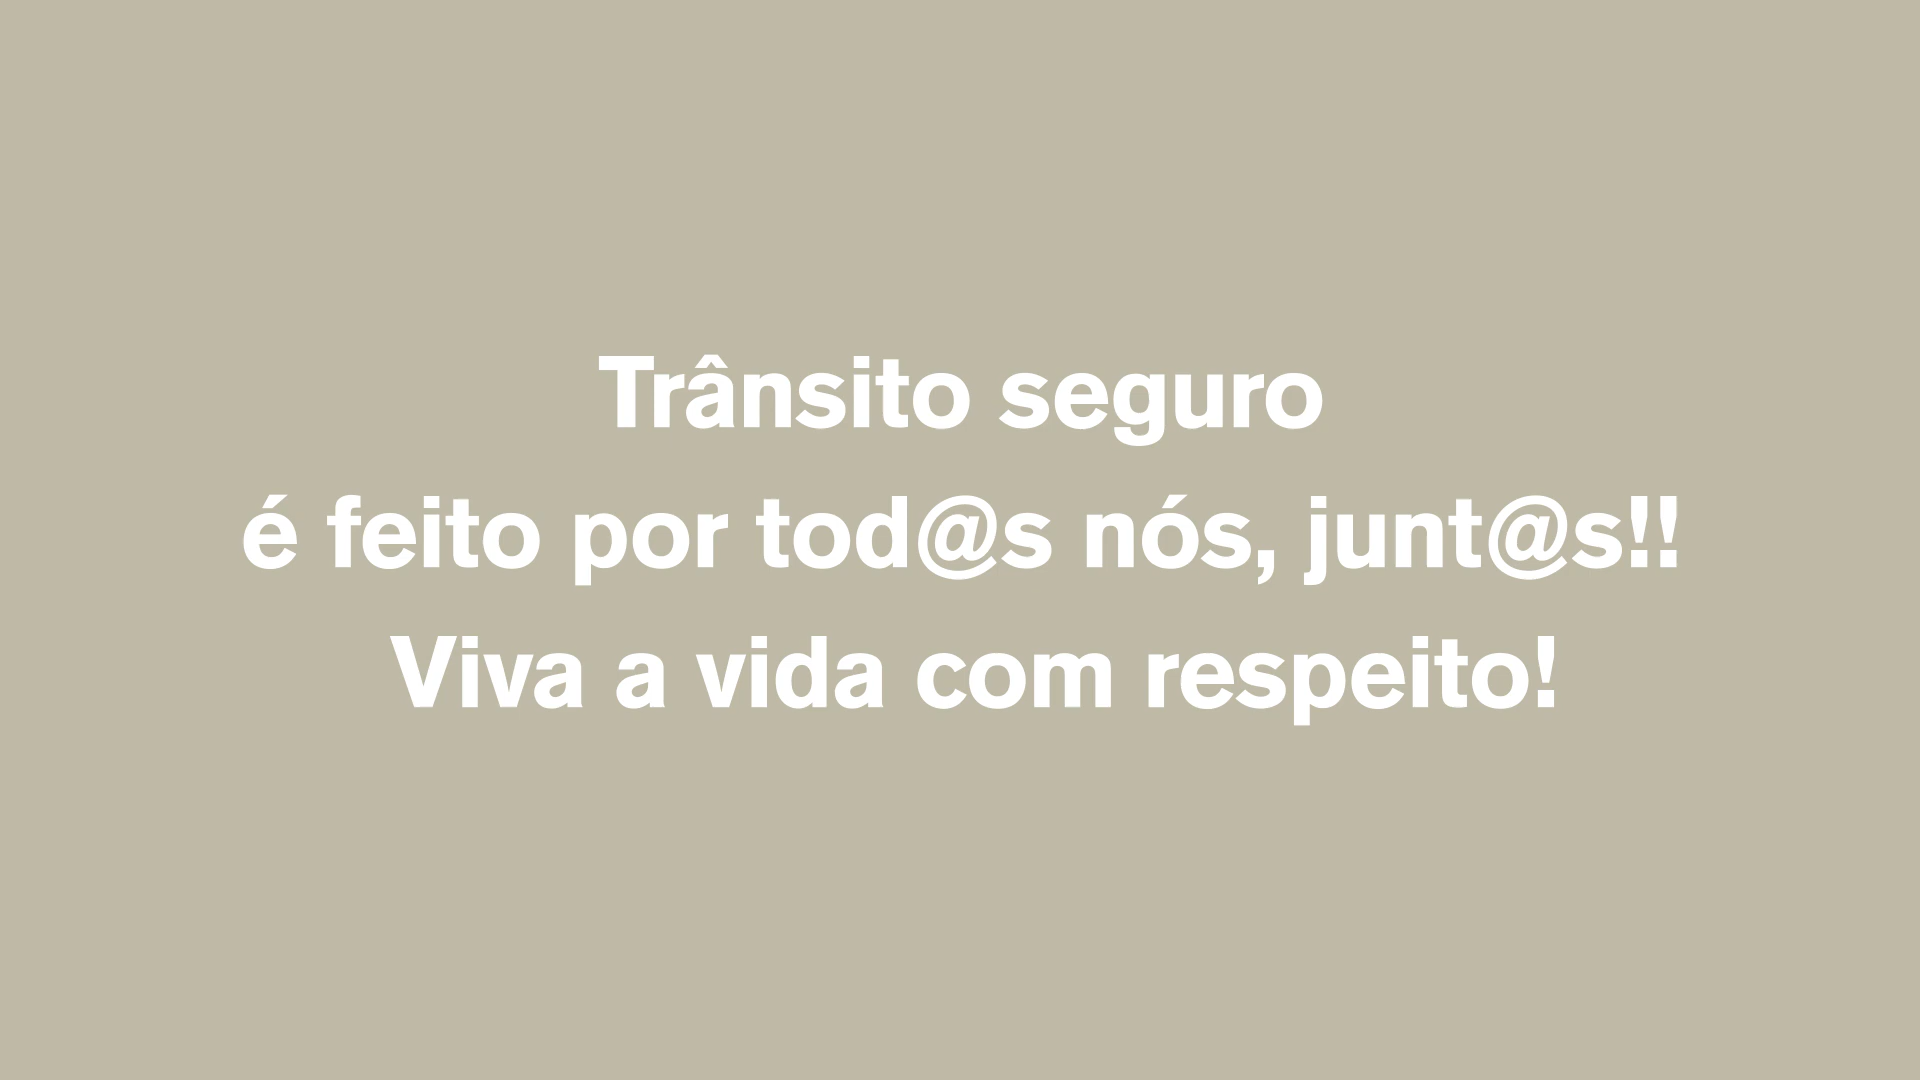 Trânsito seguro
é feito por tod@s nós, junt@s!!
Viva a vida com respeito!